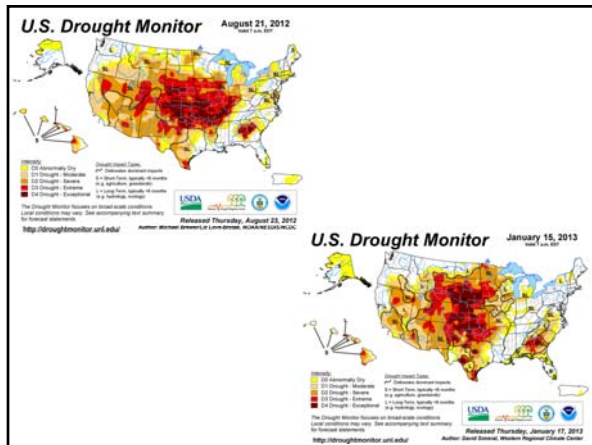 U.S. Drought Monitor
August 21, 2012
Valid 7 a.m. EDT
Intensity:
D0 Abnormally Dry
D1 Drought - Moderate
D2 Drought - Severe
D3 Drought - Extreme
D4 Drought - Exceptional
Drought Impact Types:
Delineates dominant impacts
S = Short-Term, typically <6 months
(e.g. agriculture, grasslands)
L = Long-Term, typically >6 months
(e.g. hydrology, ecology)
The Drought Monitor focuses on broad-scale conditions.
Local conditions may vary. See accompanying text summary
for forecast statements.
http://droughtmonitor.unl.edu/
USDA
Released Thursday, August 23, 2012
U.S. Drought Monitor
January 15, 2013
Valid 7 a.m. EST
Intensity:
D0 Abnormally Dry
D1 Drought - Moderate
D2 Drought - Severe
D3 Drought - Extreme
D4 Drought - Exceptional
Drought Impact Types:
Delineates dominant impacts
S = Short-Term, typically <6 months
(e.g. agriculture, grasslands)
L = Long-Term, typically >6 months
(e.g. hydrology, ecology)
The Drought Monitor focuses on broad-scale conditions.
Local conditions may vary. See accompanying text summary
for forecast statements.
http://droughtmonitor.unl.edu/
USDA
Released Thursday, January 17, 2013
Author: David Simeral, Western Regional Climate Center